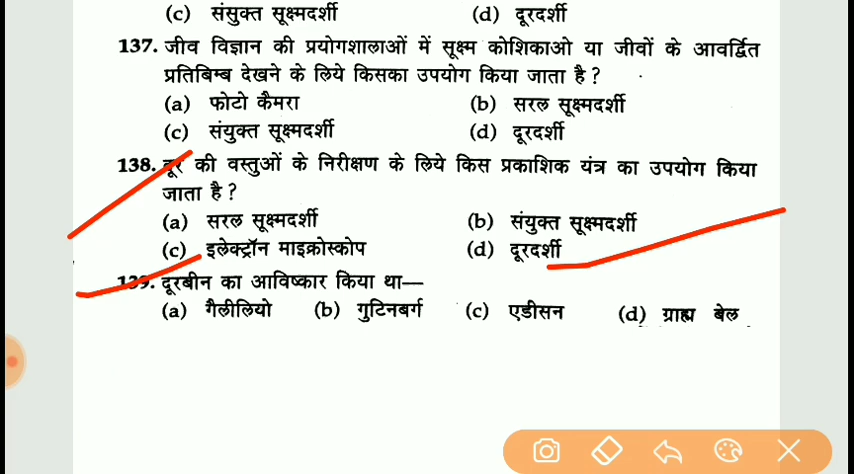 (c) संसुक्त सूक्ष्मदर्शी (d) दूरदर्शी
137. जीव विज्ञान की प्रयोगशालाओं में सूक्ष्म कोशिकाओ या जीवों के आवर्द्वित
प्रतिबिम्ब देखने के लिये किसका उपयोग किया जाता है ?
(a) फोटो कैमरा (b) सरल सूक्ष्मदर्शी
(c) संयुक्त सूक्ष्मदर्शी (d) दूरदर्शी
138. दूर की वस्तुओं के निरीक्षण के लिये किस प्रकाशिक यंत्र का उपयोग किया
जाता है ?
(a) सरल सूक्ष्मदर्शी (b) संयुक्त सूक्ष्मदर्शी
(c) इलेक्ट्रॉन माइक्रोस्कोप (d) दूरदर्शी
139. दूरबीन का आविष्कार किया था—
(a) गैलीलियो (b) गुटिनबर्ग (c) एडीसन (d) ग्राह्म बेल